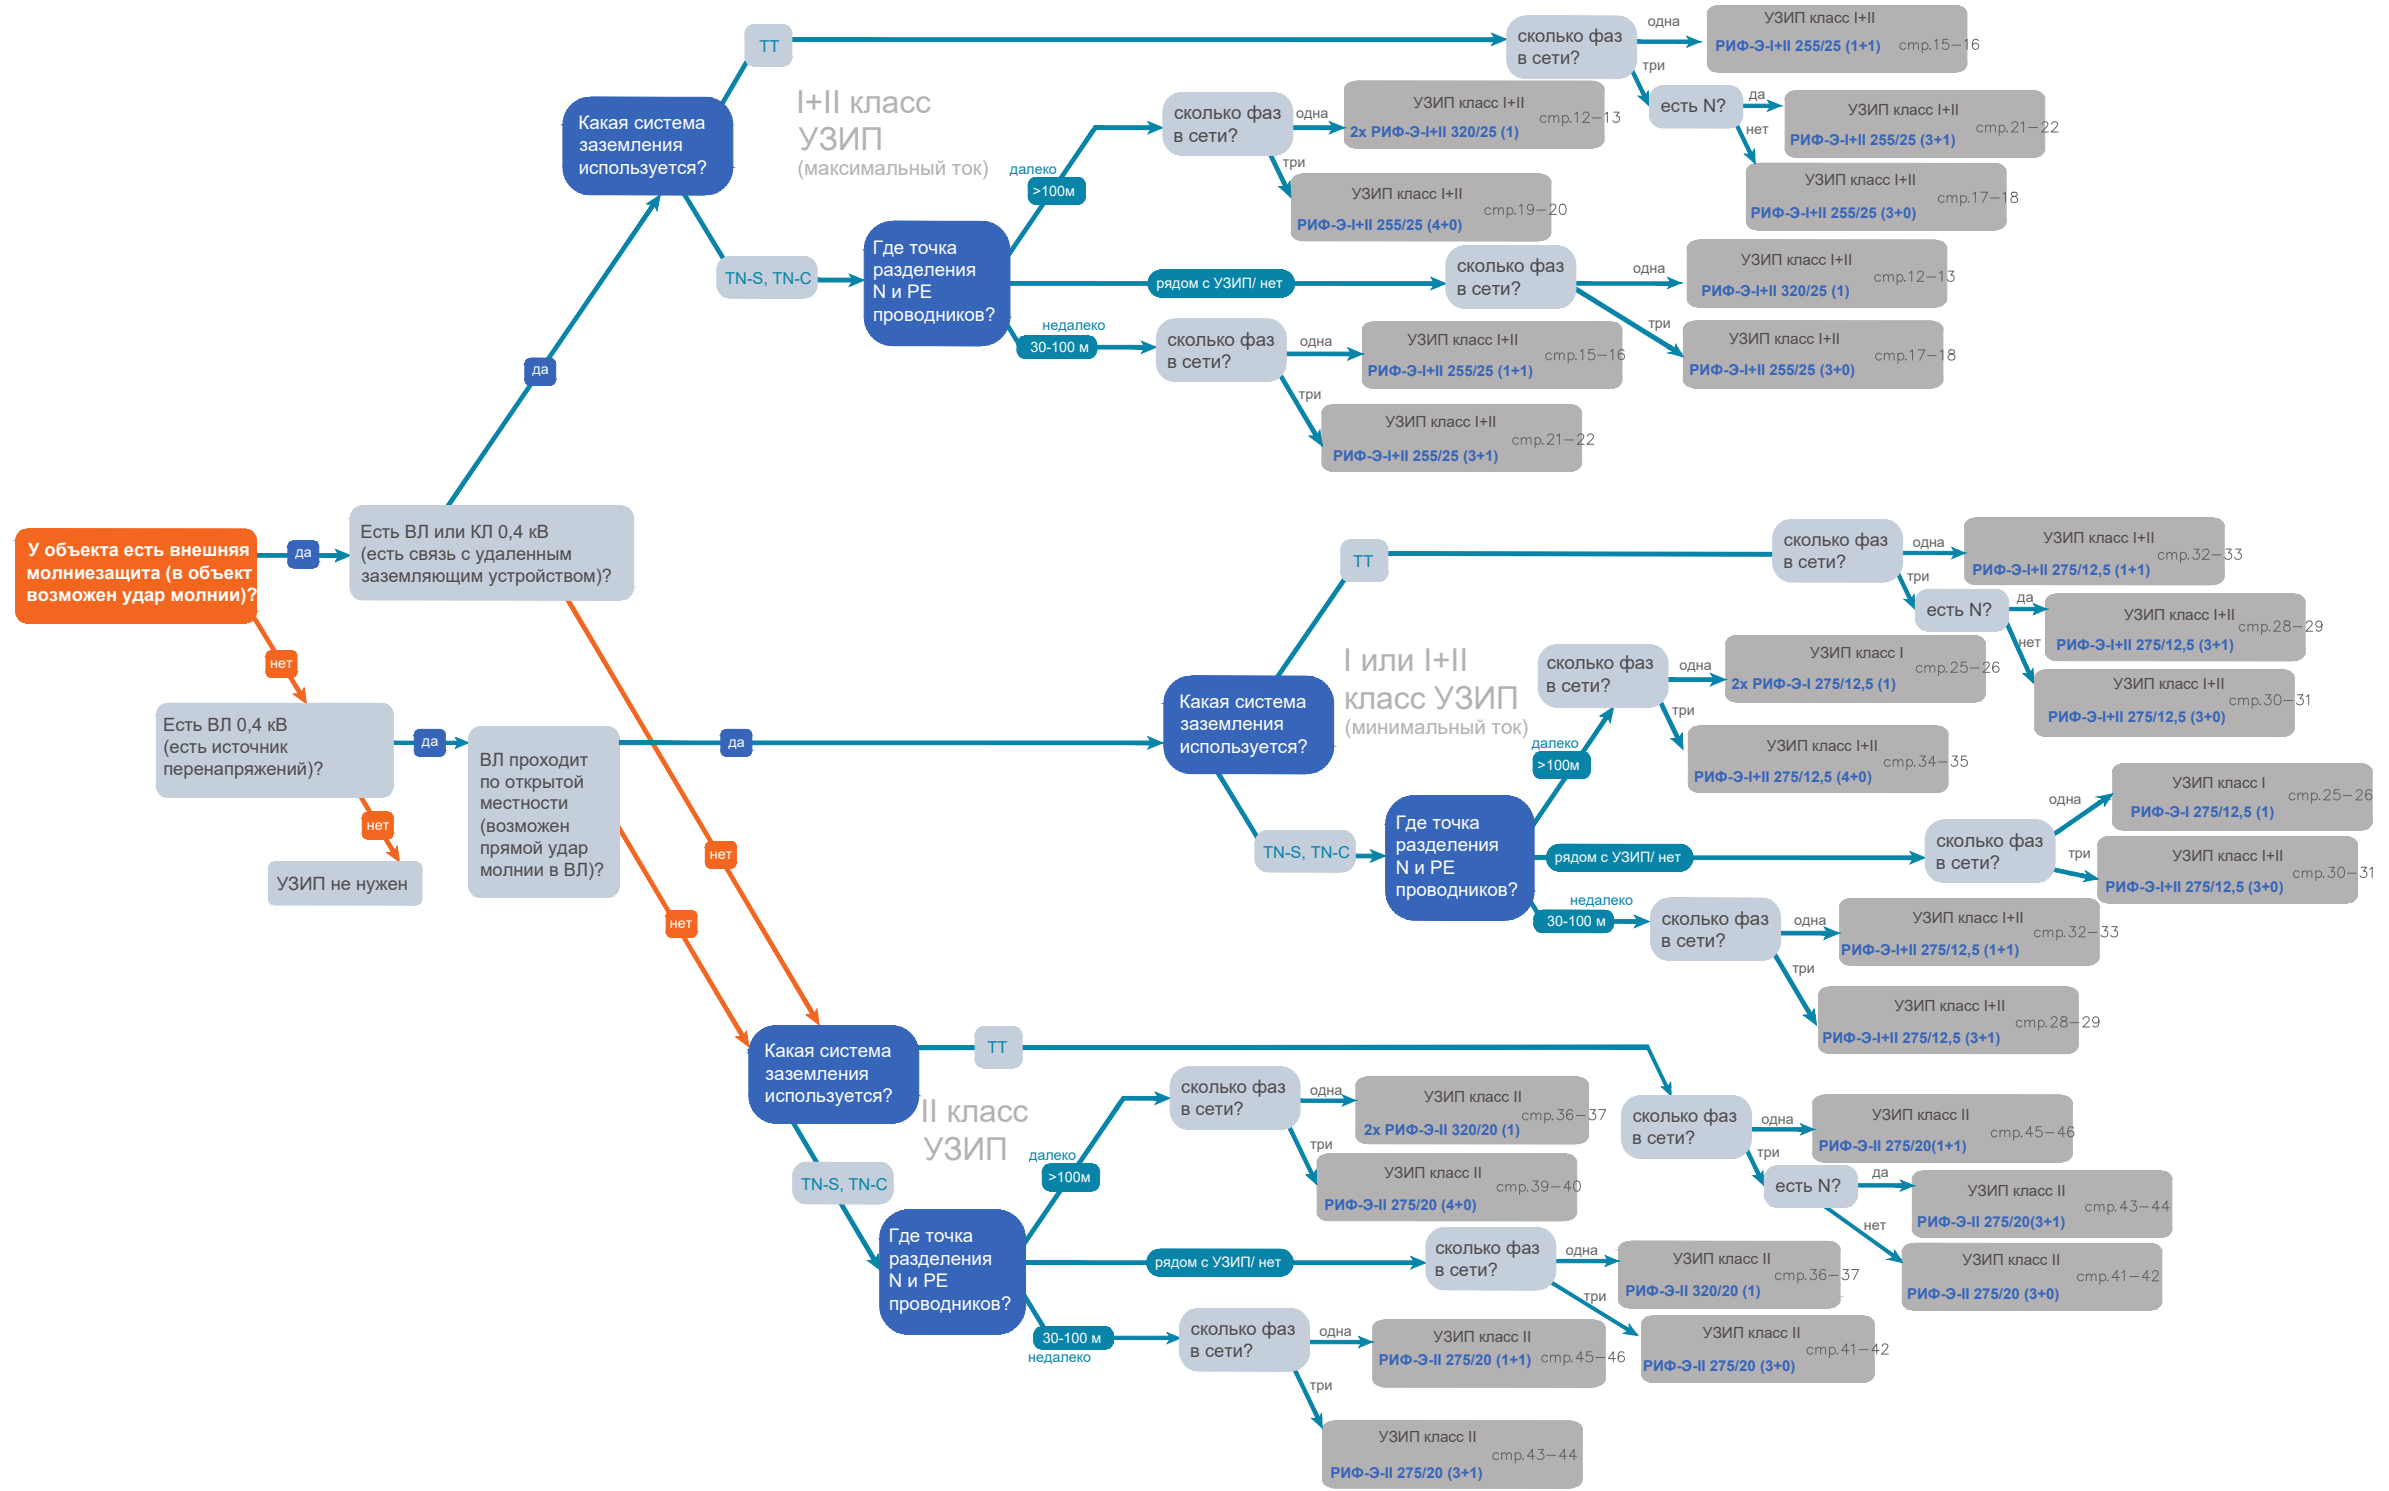 У объекта есть внешняя
молниезащита (в объект
возможен удар молнии)?
да
нет
Есть ВЛ или КЛ 0,4 кВ
(есть связь с удаленным
заземляющим устройством)?
да
нет
Есть ВЛ 0,4 кВ
(есть источник
перенапряжений)?
да
нет
УЗИП не нужен
ВЛ проходит
по открытой
местности
(возможен
прямой удар
молнии в ВЛ)?
да
нет
Какая система
заземления
используется?
I+II класс
УЗИП
(максимальный ток)
TT
сколько фаз
в сети?
одна
УЗИП класс I+II
РИФ-Э-I+II 255/25 (1+1) стр.15–16
три
есть N?
да
УЗИП класс I+II
стр.21–22
РИФ-Э-I+II 255/25 (3+1)
нет
УЗИП класс I+II
стр.17–18
РИФ-Э-I+II 255/25 (3+0)
TN-S, TN-C
Где точка
разделения
N и PE
проводников?
далеко
>100м
сколько фаз
в сети?
одна
УЗИП класс I+II
стр.12–13
2x РИФ-Э-I+II 320/25 (1)
три
УЗИП класс I+II
стр.19–20
РИФ-Э-I+II 255/25 (4+0)
рядом с УЗИП/ нет
сколько фаз
в сети?
одна
УЗИП класс I+II
стр.12–13
РИФ-Э-I+II 320/25 (1)
три
УЗИП класс I+II
стр.17–18
РИФ-Э-I+II 255/25 (3+0)
недалеко
30-100 м
сколько фаз
в сети?
одна
УЗИП класс I+II
стр.15–16
РИФ-Э-I+II 255/25 (1+1)
три
УЗИП класс I+II
стр.21–22
РИФ-Э-I+II 255/25 (3+1)
Какая система
заземления
используется?
I или I+II
класс УЗИП
(минимальный ток)
TT
сколько фаз
в сети?
одна
УЗИП класс I+II
стр.32–33
РИФ-Э-I+II 275/12,5 (1+1)
три
есть N?
да
УЗИП класс I+II
стр.28–29
РИФ-Э-I+II 275/12,5 (3+1)
нет
УЗИП класс I+II
стр.30–31
РИФ-Э-I+II 275/12,5 (3+0)
TN-S, TN-C
Где точка
разделения
N и PE
проводников?
далеко
>100м
сколько фаз
в сети?
одна
УЗИП класс I
стр.25–26
2x РИФ-Э-I 275/12,5 (1)
три
УЗИП класс I+II
стр.34–35
РИФ-Э-I+II 275/12,5 (4+0)
рядом с УЗИП/ нет
сколько фаз
в сети?
одна
УЗИП класс I
стр.25–26
РИФ-Э-I 275/12,5 (1)
три
УЗИП класс I+II
стр.30–31
РИФ-Э-I+II 275/12,5 (3+0)
недалеко
30-100 м
сколько фаз
в сети?
одна
УЗИП класс I+II
стр.32–33
РИФ-Э-I+II 275/12,5 (1+1)
три
УЗИП класс I+II
стр.28–29
РИФ-Э-I+II 275/12,5 (3+1)
Какая система
заземления
используется?
II класс
УЗИП
TT
сколько фаз
в сети?
одна
УЗИП класс II
стр.45–46
РИФ-Э-II 275/20(1+1)
три
есть N?
да
УЗИП класс II
стр.43–44
РИФ-Э-II 275/20(3+1)
нет
УЗИП класс II
стр.41–42
РИФ-Э-II 275/20 (3+0)
TN-S, TN-C
Где точка
разделения
N и PE
проводников?
далеко
>100м
сколько фаз
в сети?
одна
УЗИП класс II
стр.36–37
2x РИФ-Э-II 320/20 (1)
три
УЗИП класс II
стр.39–40
РИФ-Э-II 275/20 (4+0)
рядом с УЗИП/ нет
сколько фаз
в сети?
одна
УЗИП класс II
стр.36–37
РИФ-Э-II 320/20 (1)
три
УЗИП класс II
стр.41–42
РИФ-Э-II 275/20 (3+0)
30-100 м
недалеко
сколько фаз
в сети?
одна
УЗИП класс II
РИФ-Э-II 275/20 (1+1) стр.45–46
три
УЗИП класс II
стр.43–44
РИФ-Э-II 275/20 (3+1)